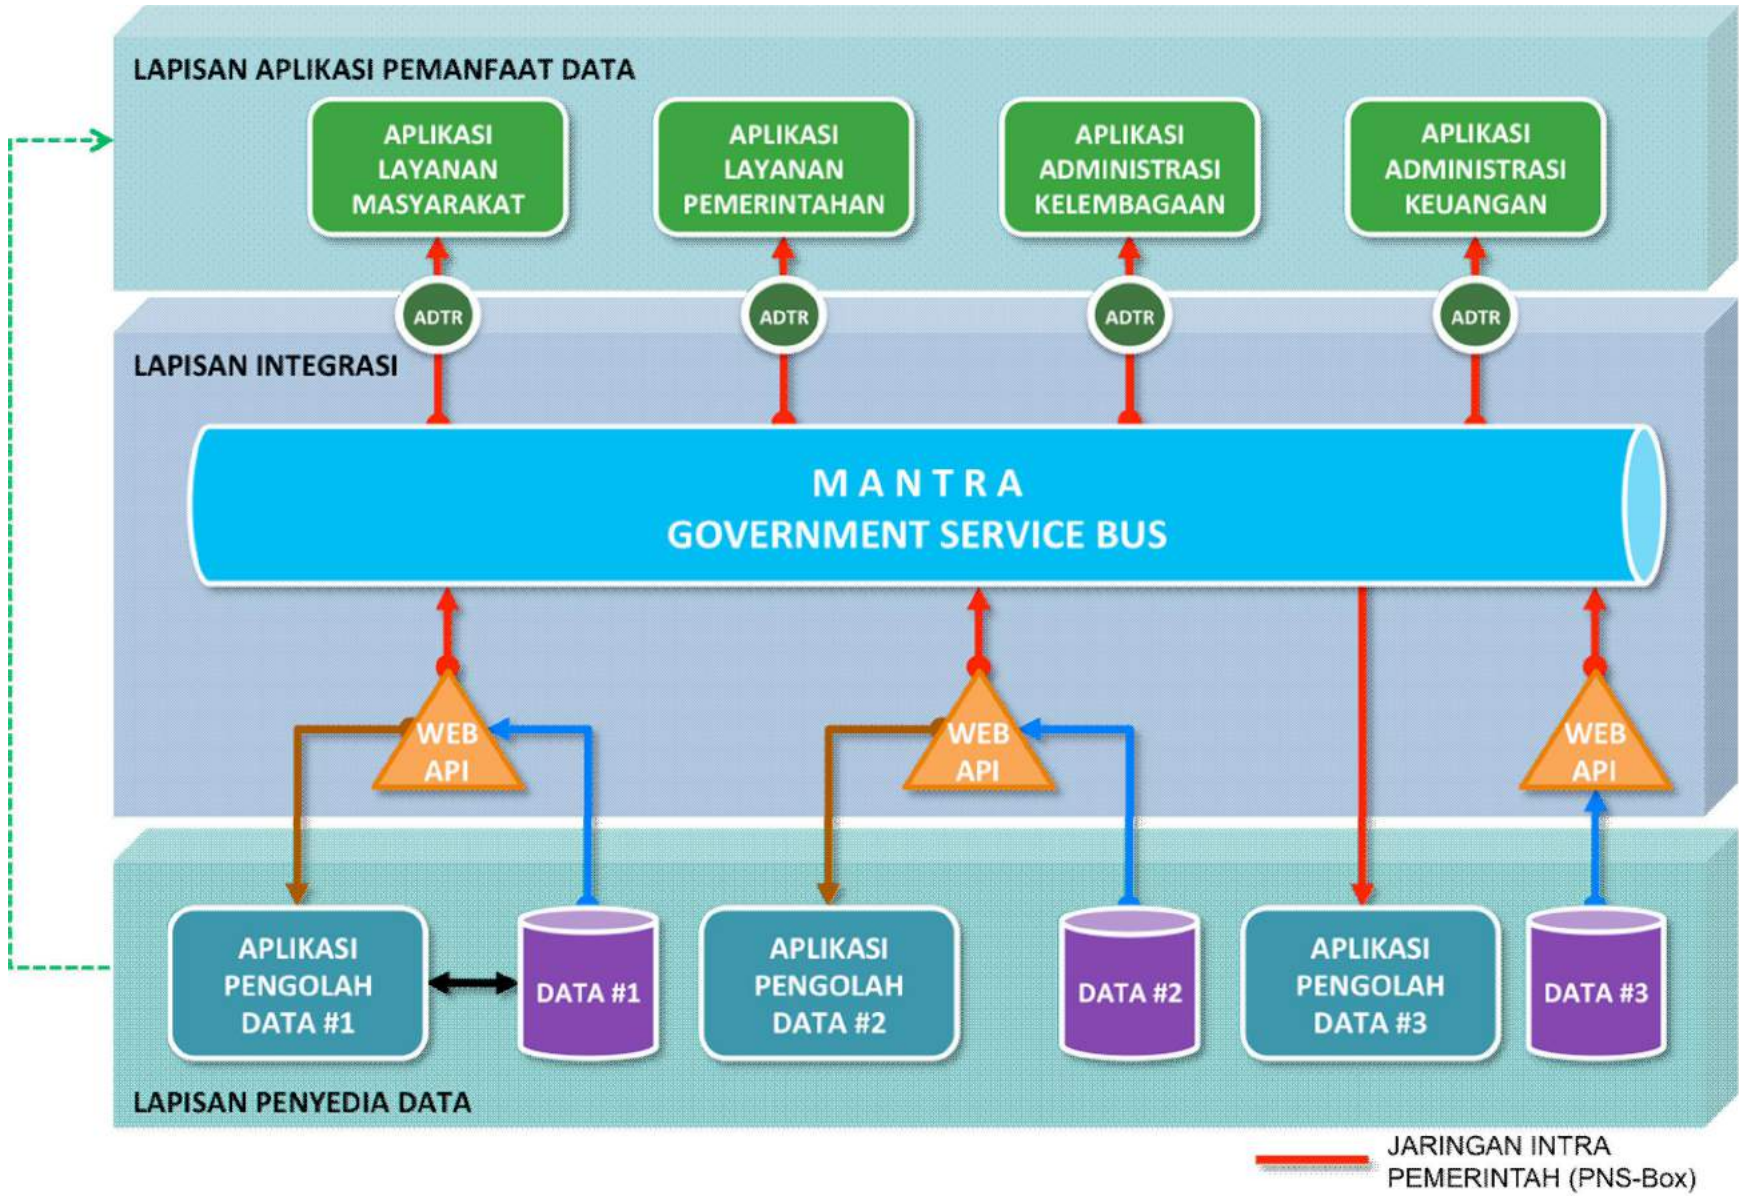 LAPISAN APLIKASI PEMANFAAT DATA
APLIKASI
LAYANAN
MASYARAKAT
APLIKASI
LAYANAN
PEMERINTAHAN
APLIKASI
ADMINISTRASI
KELEMBAGAAN
APLIKASI
ADMINISTRASI
KEUANGAN
ADTR
ADTR
ADTR
ADTR
LAPISAN INTEGRASI
M A N T R A
GOVERNMENT SERVICE BUS
WEB
API
WEB
API
WEB
API
APLIKASI
PENGOLAH
DATA #1
DATA #1
APLIKASI
PENGOLAH
DATA #2
DATA #2
APLIKASI
PENGOLAH
DATA #3
DATA #3
LAPISAN PENYEDIA DATA
JARINGAN INTRA
PEMERINTAH (PNS-Box)